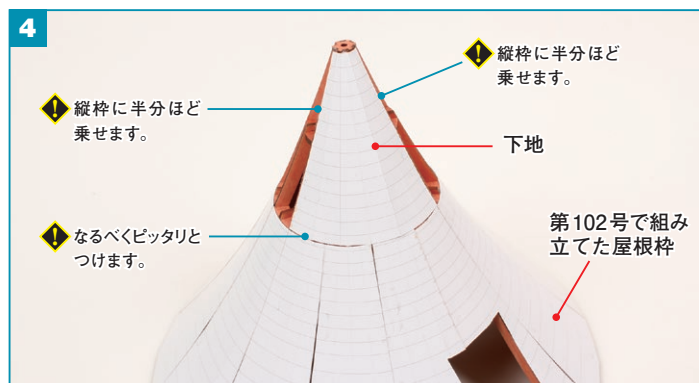 4
縦枠に半分ほど
乗せます。
縦枠に半分ほど
乗せます。
下地
なるべくピッタリと
つけます。
第102号で組み
立てた屋根枠